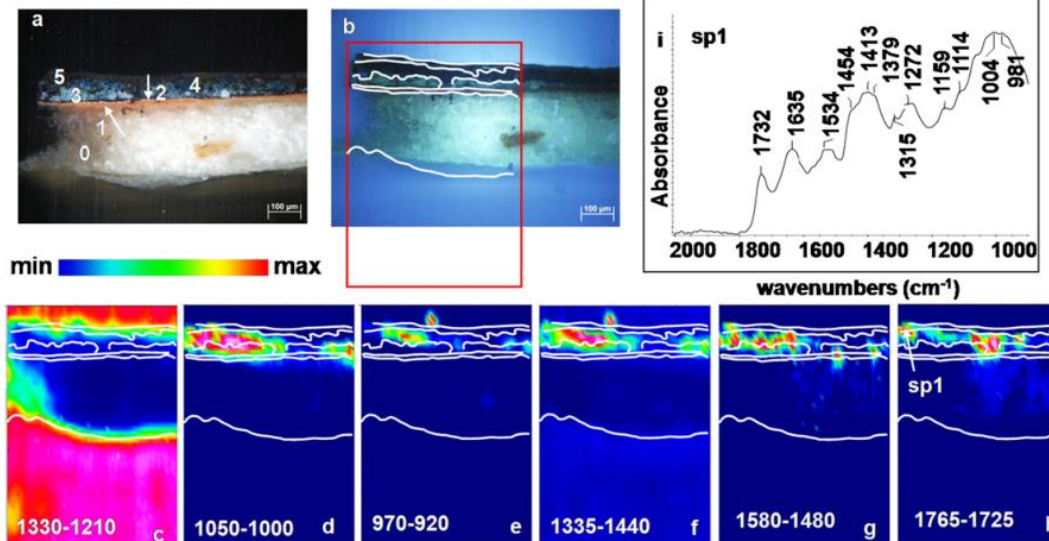 a
5
3
2
4
1
0
100 µm
b
100 µm
i sp1
Absorbance
1732
1635
1534
1454
1413
1379
1315
1272
1159
1114
1004
981
2000 1800 1600 1400 1200 1000
wavenumbers (cm-1)
min max
1330-1210 c
1050-1000 d
970-920 e
1335-1440 f
1580-1480 g
sp1
1765-1725